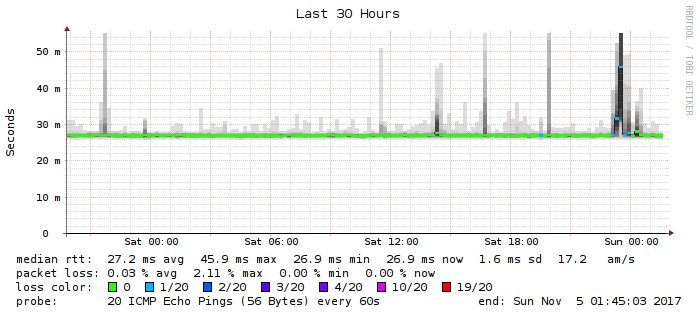 Last 30 Hours
RRDTOOL / TOBI OETIKER
Seconds
50 m
40 m
30 m
20 m
10 m
0
Sat 00:00 Sat 06:00 Sat 12:00 Sat 18:00 Sun 00:00
median rtt: 27.2 ms avg 45.9 ms max 26.9 ms min 26.9 ms now 1.6 ms sd 17.2 am/s
packet loss: 0.03 % avg 2.11 % max 0.00 % min 0.00 % now
loss color: 0 1/20 2/20 3/20 4/20 10/20 19/20
probe: 20 ICMP Echo Pings (56 Bytes) every 60s end: Sun Nov 5 01:45:03 2017